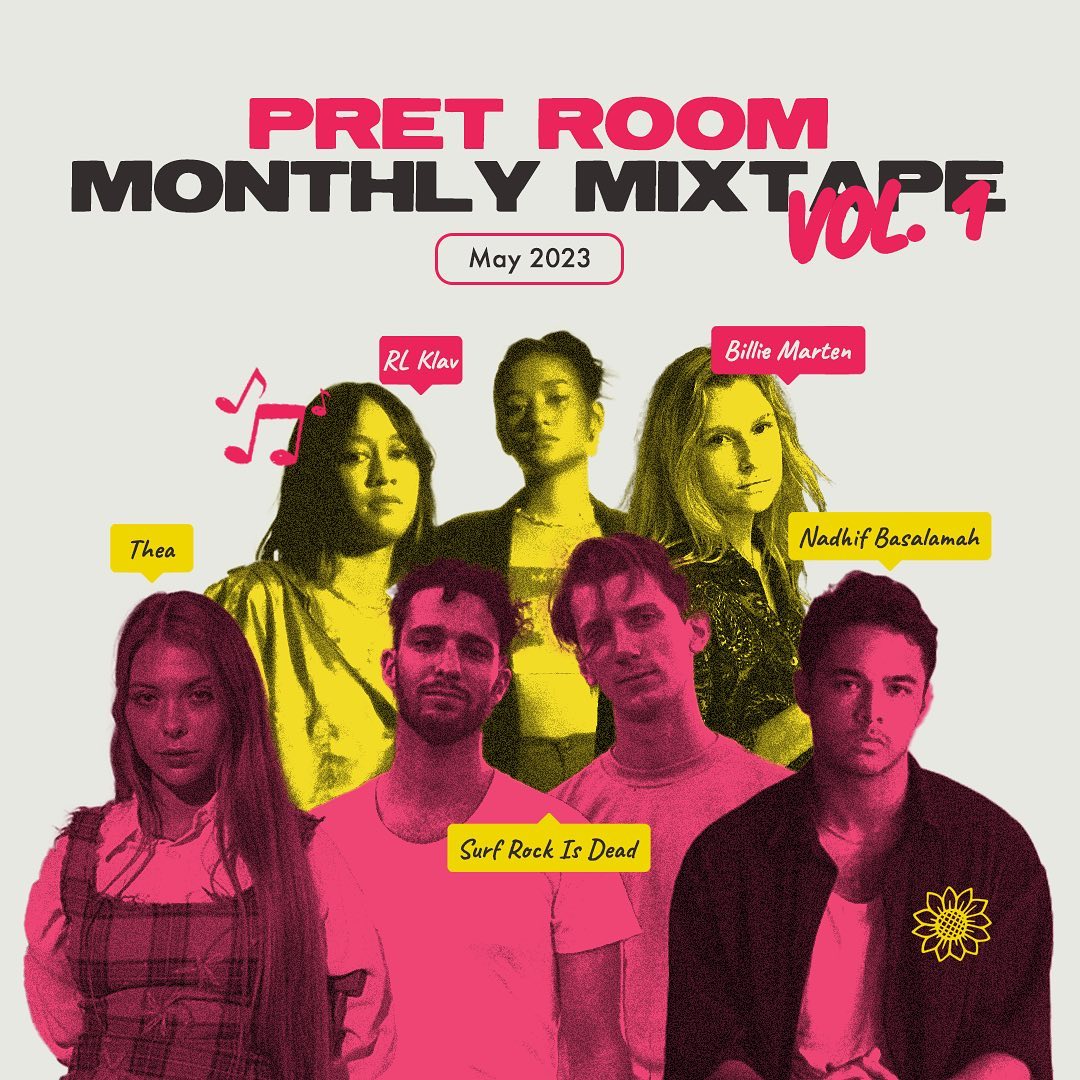 PRET ROOM
MONTHLY MIXTAPE
VOL. 1
May 2023
RL Klav
Billie Marten
Thea
Nadhif Basalamah
Surf Rock Is Dead